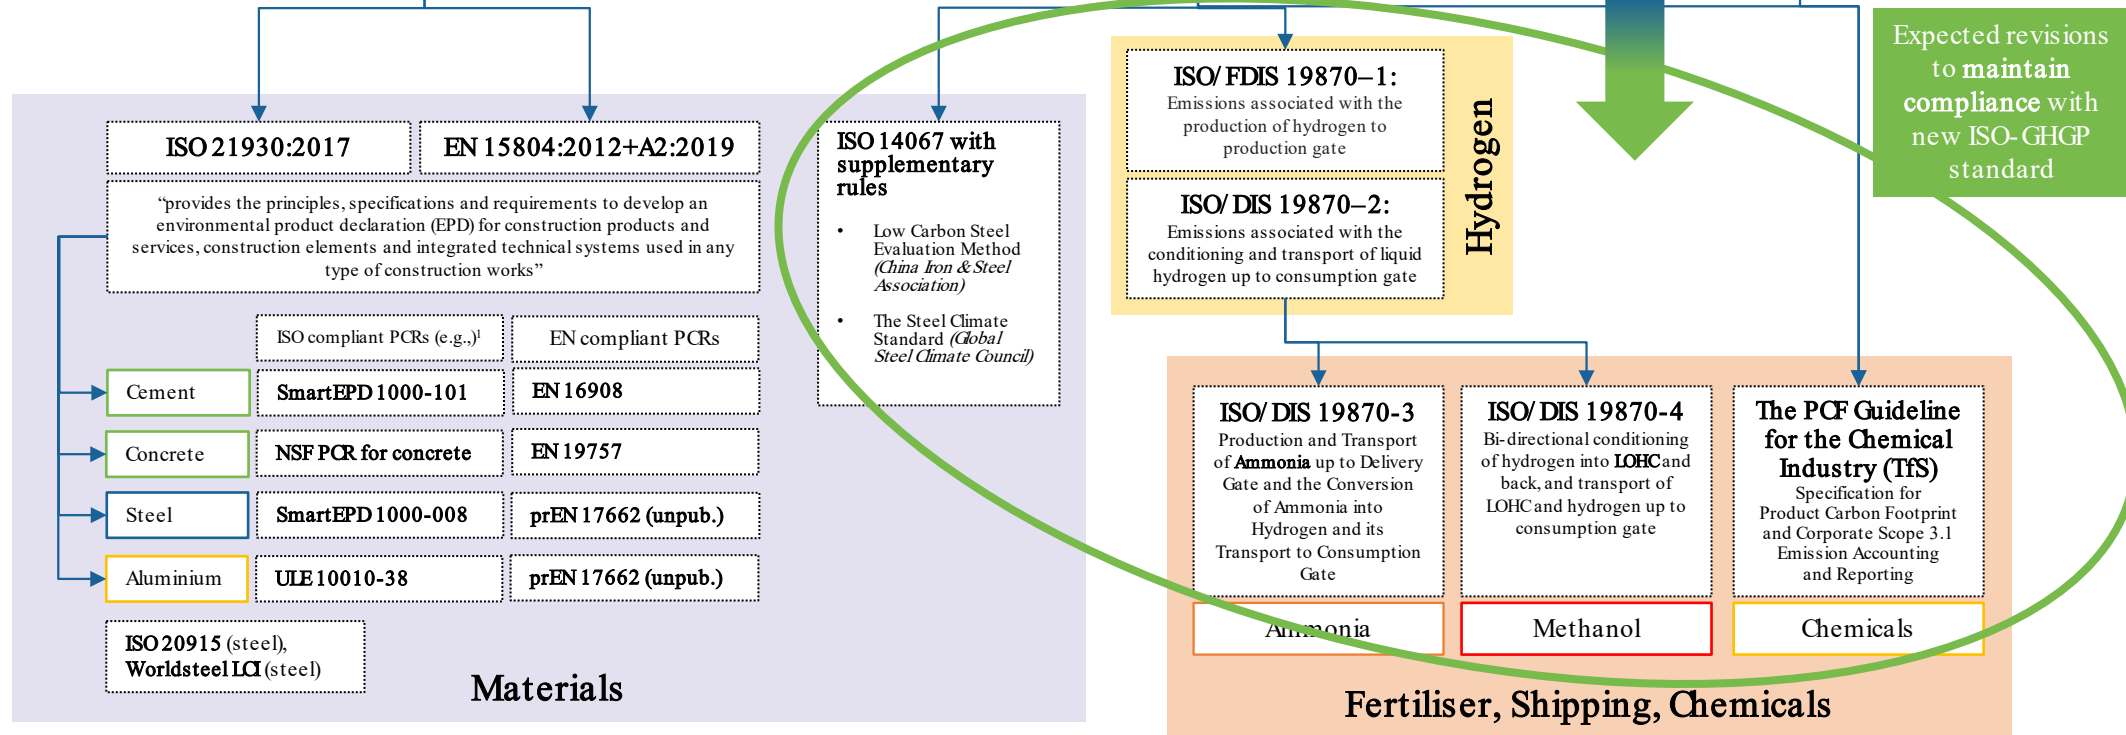 ISO 21930:2017
EN 15804:2012+A2:2019
“provides the principles, specifications and requirements to develop an
environmental product declaration (EPD) for construction products and
services, construction elements and integrated technical systems used in any
type of construction works”
ISO compliant PCRs (e.g.,)¹
EN compliant PCRs
Cement
SmartEPD 1000-101
EN 16908
Concrete
NSF PCR for concrete
EN 19757
Steel
SmartEPD 1000-008
prEN 17662 (unpub.)
Aluminium
ULE 10010-38
prEN 17662 (unpub.)
ISO 20915 (steel),
Worldsteel LCI (steel)
Materials
ISO 14067 with
supplementary
rules
• Low Carbon Steel
Evaluation Method
(China Iron & Steel
Association)
• The Steel Climate
Standard (Global
Steel Climate Council)
ISO/FDIS 19870–1:
Emissions associated with the
production of hydrogen to
production gate
ISO/DIS 19870–2:
Emissions associated with the
conditioning and transport of liquid
hydrogen up to consumption gate
Hydrogen
Expected revisions
to maintain
compliance with
new ISO-GHGP
standard
ISO/DIS 19870-3
Production and Transport
of Ammonia up to Delivery
Gate and the Conversion
of Ammonia into
Hydrogen and its
Transport to Consumption
Gate
Ammonia
ISO/DIS 19870-4
Bi-directional conditioning
of hydrogen into LOHC and
back, and transport of
LOHC and hydrogen up to
consumption gate
Methanol
The PCF Guideline
for the Chemical
Industry (TfS)
Specification for
Product Carbon Footprint
and Corporate Scope 3.1
Emission Accounting
and Reporting
Chemicals
Fertiliser, Shipping, Chemicals